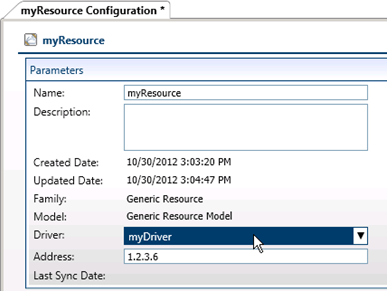 myResource Configuration *
myResource
Parameters
Name: myResource
Description:
Created Date: 10/30/2012 3:03:20 PM
Updated Date: 10/30/2012 3:04:47 PM
Family: Generic Resource
Model: Generic Resource Model
Driver: myDriver
Address: 1.2.3.6
Last Sync Date: